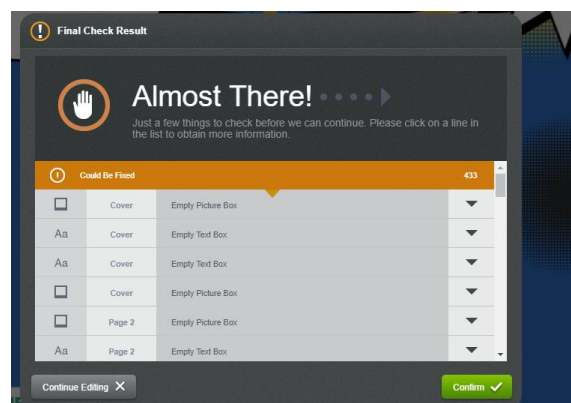 Final Check Result
Almost There!
Just a few things to check before we can continue. Please click on a line in
the list to obtain more information.
Could Be Fixed 433
Cover Empty Picture Box
Aa Cover Empty Text Box
Aa Cover Empty Text Box
Cover Empty Picture Box
Page 2 Empty Picture Box
Aa Page 2 Empty Text Box
Continue Editing Confirm